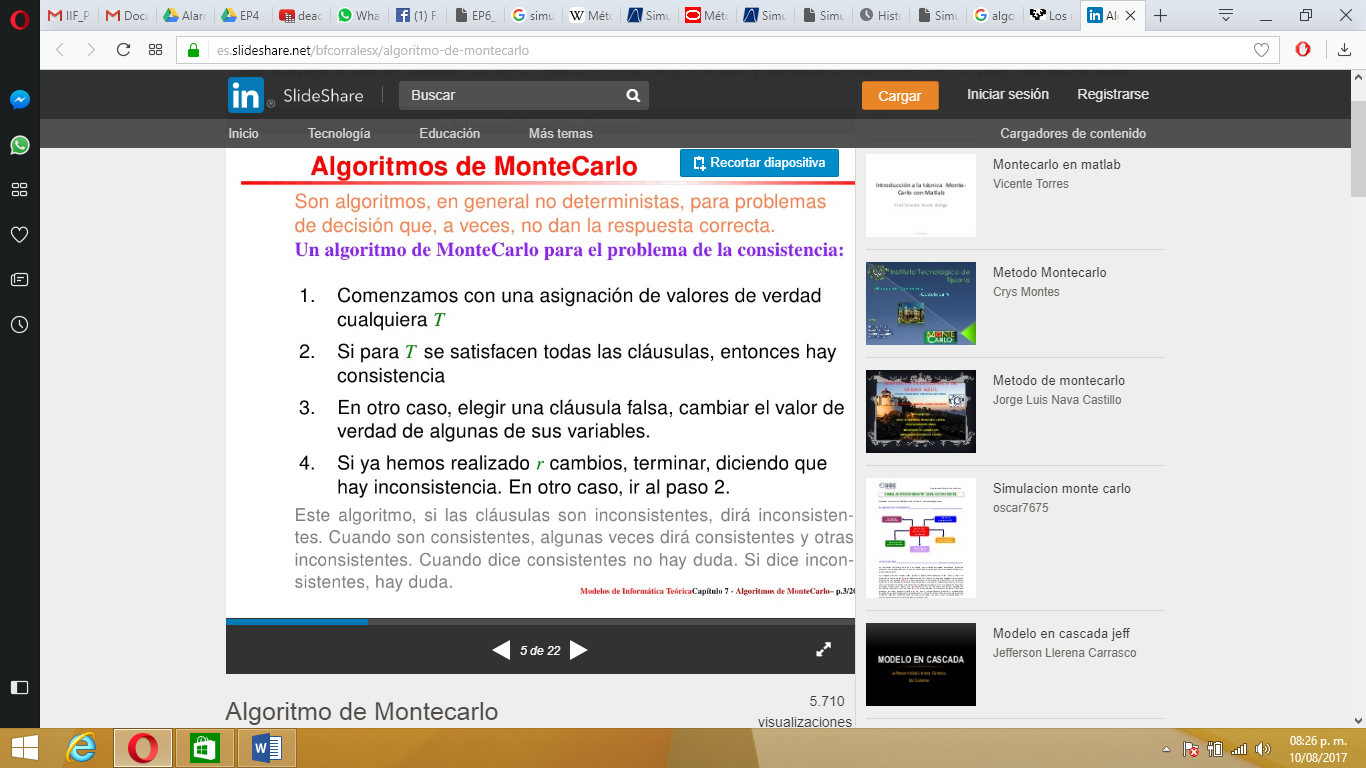 IIF_P
Docu
Alarc
EP4
deac
Wha
(1) F
EP6_
simu
Méto
Simu
Méto
Simu
Simu
Histo
Simu
algo
Los
Al
es.slideshare.net/bfcorralesx/algoritmo-de-montecarlo
in SlideShare
Buscar
Cargar
Iniciar sesión
Registrarse
Inicio
Tecnología
Educación
Más temas
Cargadores de contenido
Algoritmos de MonteCarlo
Recortar diapositiva
Son algoritmos, en general no deterministas, para problemas
de decisión que, a veces, no dan la respuesta correcta.
Un algoritmo de MonteCarlo para el problema de la consistencia:
1. Comenzamos con una asignación de valores de verdad
cualquiera T
2. Si para T se satisfacen todas las cláusulas, entonces hay
consistencia
3. En otro caso, elegir una cláusula falsa, cambiar el valor de
verdad de algunas de sus variables.
4. Si ya hemos realizado r cambios, terminar, diciendo que
hay inconsistencia. En otro caso, ir al paso 2.
Este algoritmo, si las cláusulas son inconsistentes, dirá inconsisten-
tes. Cuando son consistentes, algunas veces dirá consistentes y otras
inconsistentes. Cuando dice consistentes no hay duda. Si dice incon-
sistentes, hay duda.
Modelos de Informática TeóricaCapítulo 7 - Algoritmos de MonteCarlo– p.3/20
5 de 22
Algoritmo de Montecarlo
5.710
visualizaciones
Introducción a la técnica Monte-
Carlo con Matlab
Montecarlo en matlab
Vicente Torres
Instituto Tecnológico de
Metodo Montecarlo
Crys Montes
MONTE
CARLO
Metodo de montecarlo
Jorge Luis Nava Castillo
Simulacion monte carlo
oscar7675
Modelo en cascada jeff
Jefferson Llerena Carrasco
MODELO EN CASCADA
08:26 p. m.
10/08/2017